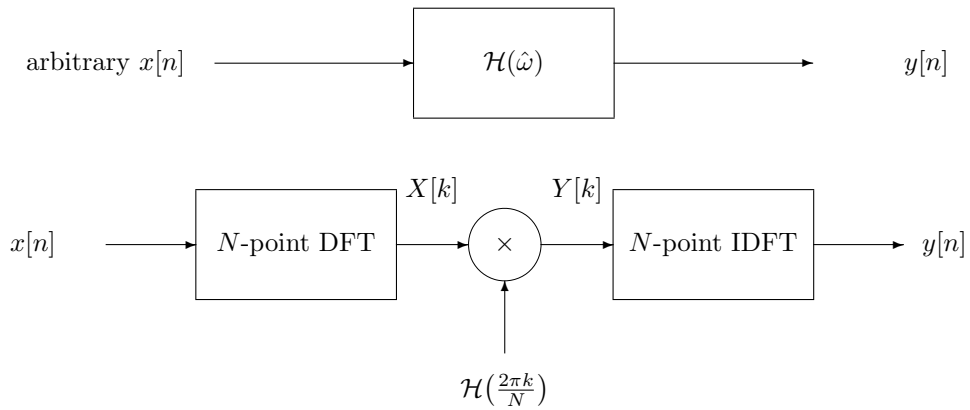 arbitrary x[n]
ℋ(ω̂)
y[n]
X[k]
Y[k]
x[n]
N-point DFT
×
N-point IDFT
y[n]
ℋ(2πk/N)